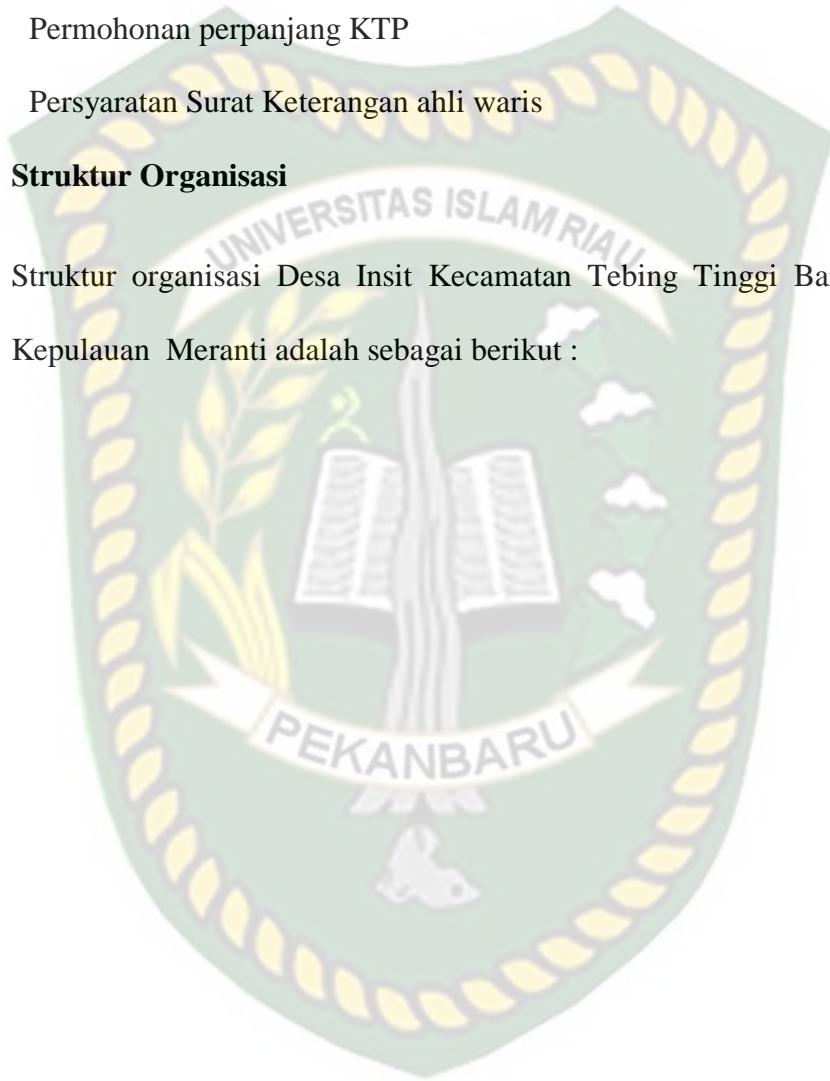 Permohonan perpanjang KTP
Persyaratan Surat Keterangan ahli waris
Struktur Organisasi
UNIVERSITAS ISLAM RIAU
Struktur organisasi Desa Insit Kecamatan Tebing Tinggi
Kepulauan Meranti adalah sebagai berikut :
PEKANBARU